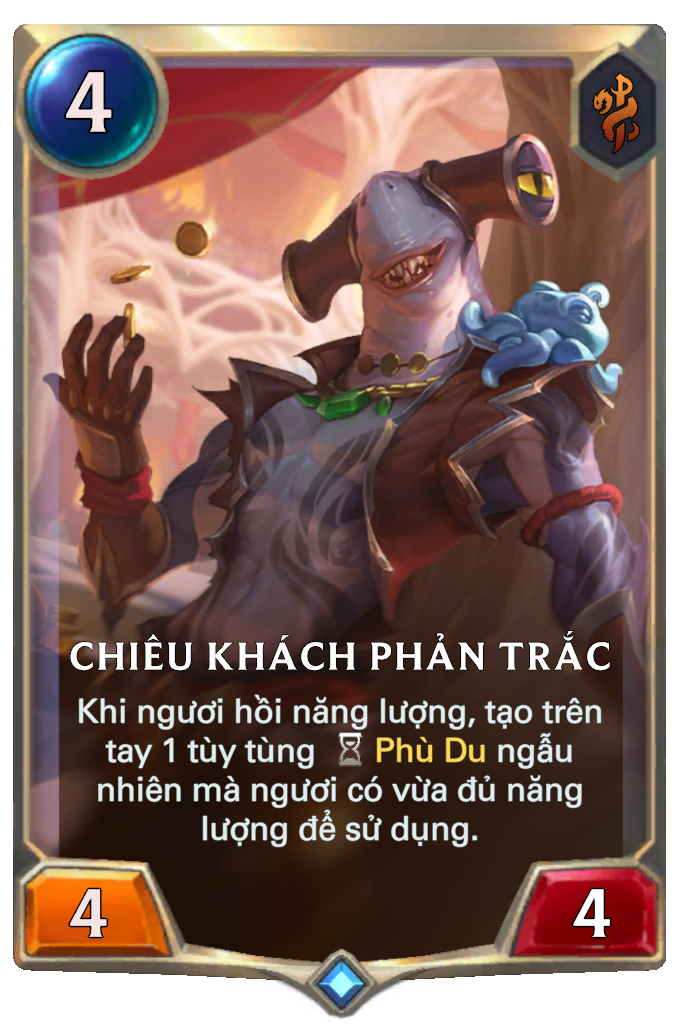 4
CHIÊU KHÁCH PHẢN TRẮC
Khi ngươi hồi năng lượng, tạo trên
tay 1 tùy tùng Phù Du ngẫu
nhiên mà ngươi có vừa đủ năng
lượng để sử dụng.
4
4